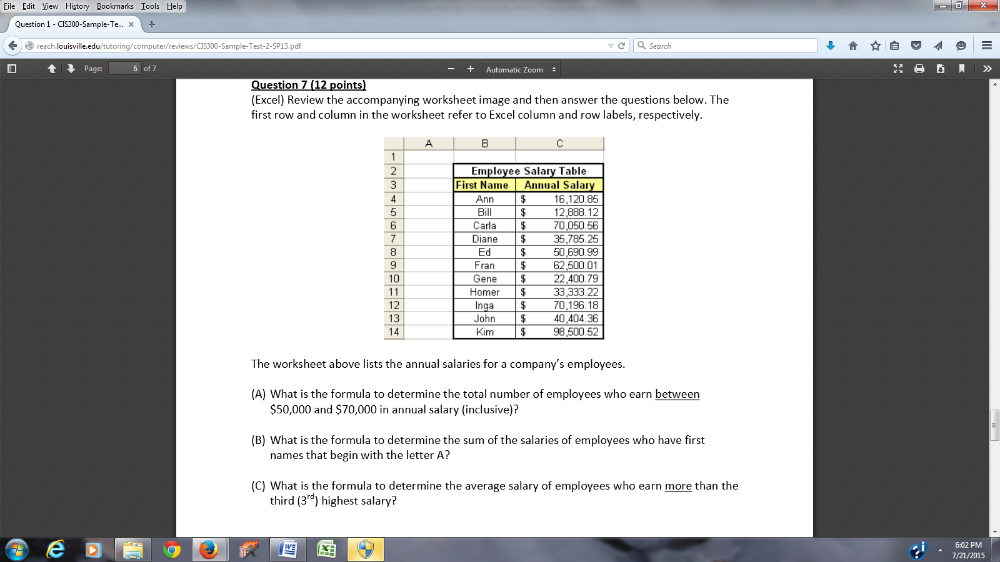 File Edit View History Bookmarks Tools Help
Question 1 - CIS300-Sample-Te... × +
reach.louisville.edu/tutoring/computer/reviews/CIS300-Sample-Test-2-SP13.pdf Search
Page: 6 of 7 − + Automatic Zoom
Question 7 (12 points)
(Excel) Review the accompanying worksheet image and then answer the questions below. The
first row and column in the worksheet refer to Excel column and row labels, respectively.
A B C
1
2 Employee Salary Table
3 First Name Annual Salary
4 Ann $ 16,120.85
5 Bill $ 12,888.12
6 Carla $ 70,050.56
7 Diane $ 35,785.25
8 Ed $ 50,690.99
9 Fran $ 62,500.01
10 Gene $ 22,400.79
11 Homer $ 33,333.22
12 Inga $ 70,196.18
13 John $ 40,404.36
14 Kim $ 98,500.52
The worksheet above lists the annual salaries for a company’s employees.
(A) What is the formula to determine the total number of employees who earn between
$50,000 and $70,000 in annual salary (inclusive)?
(B) What is the formula to determine the sum of the salaries of employees who have first
names that begin with the letter A?
(C) What is the formula to determine the average salary of employees who earn more than the
third (3rd) highest salary?
6:02 PM
7/21/2015